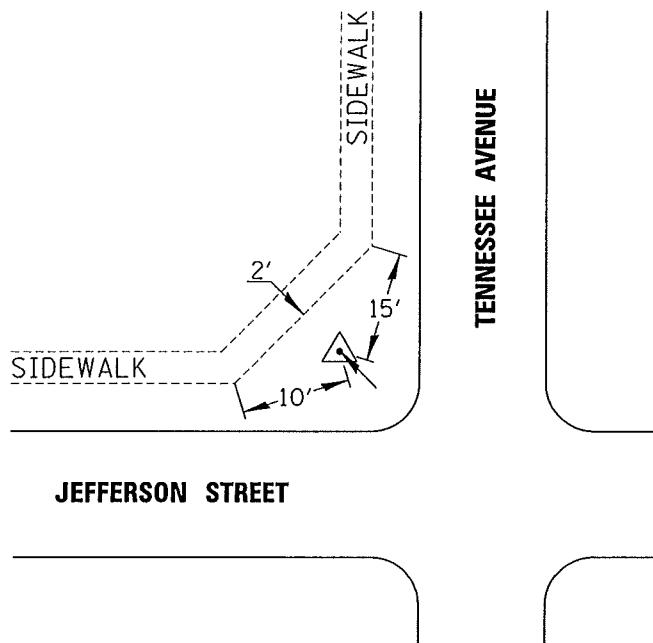 SIDEWALK
TENNESSEE AVENUE
2'
15'
SIDEWALK
10'
JEFFERSON STREET